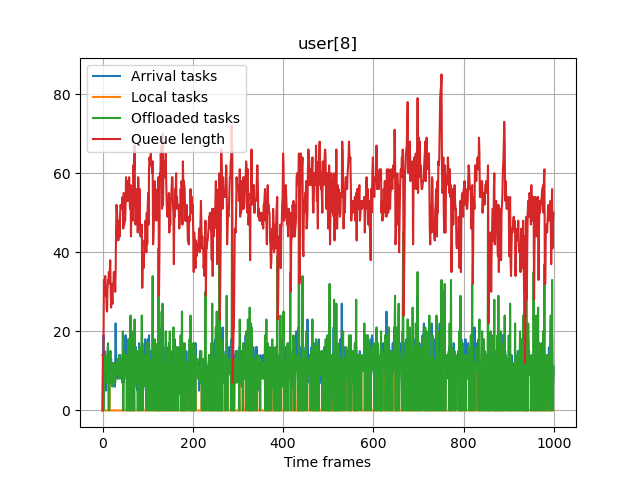 user[8]
Arrival tasks
Local tasks
Offloaded tasks
Queue length
80
60
40
20
0
0 200 400 600 800 1000
Time frames